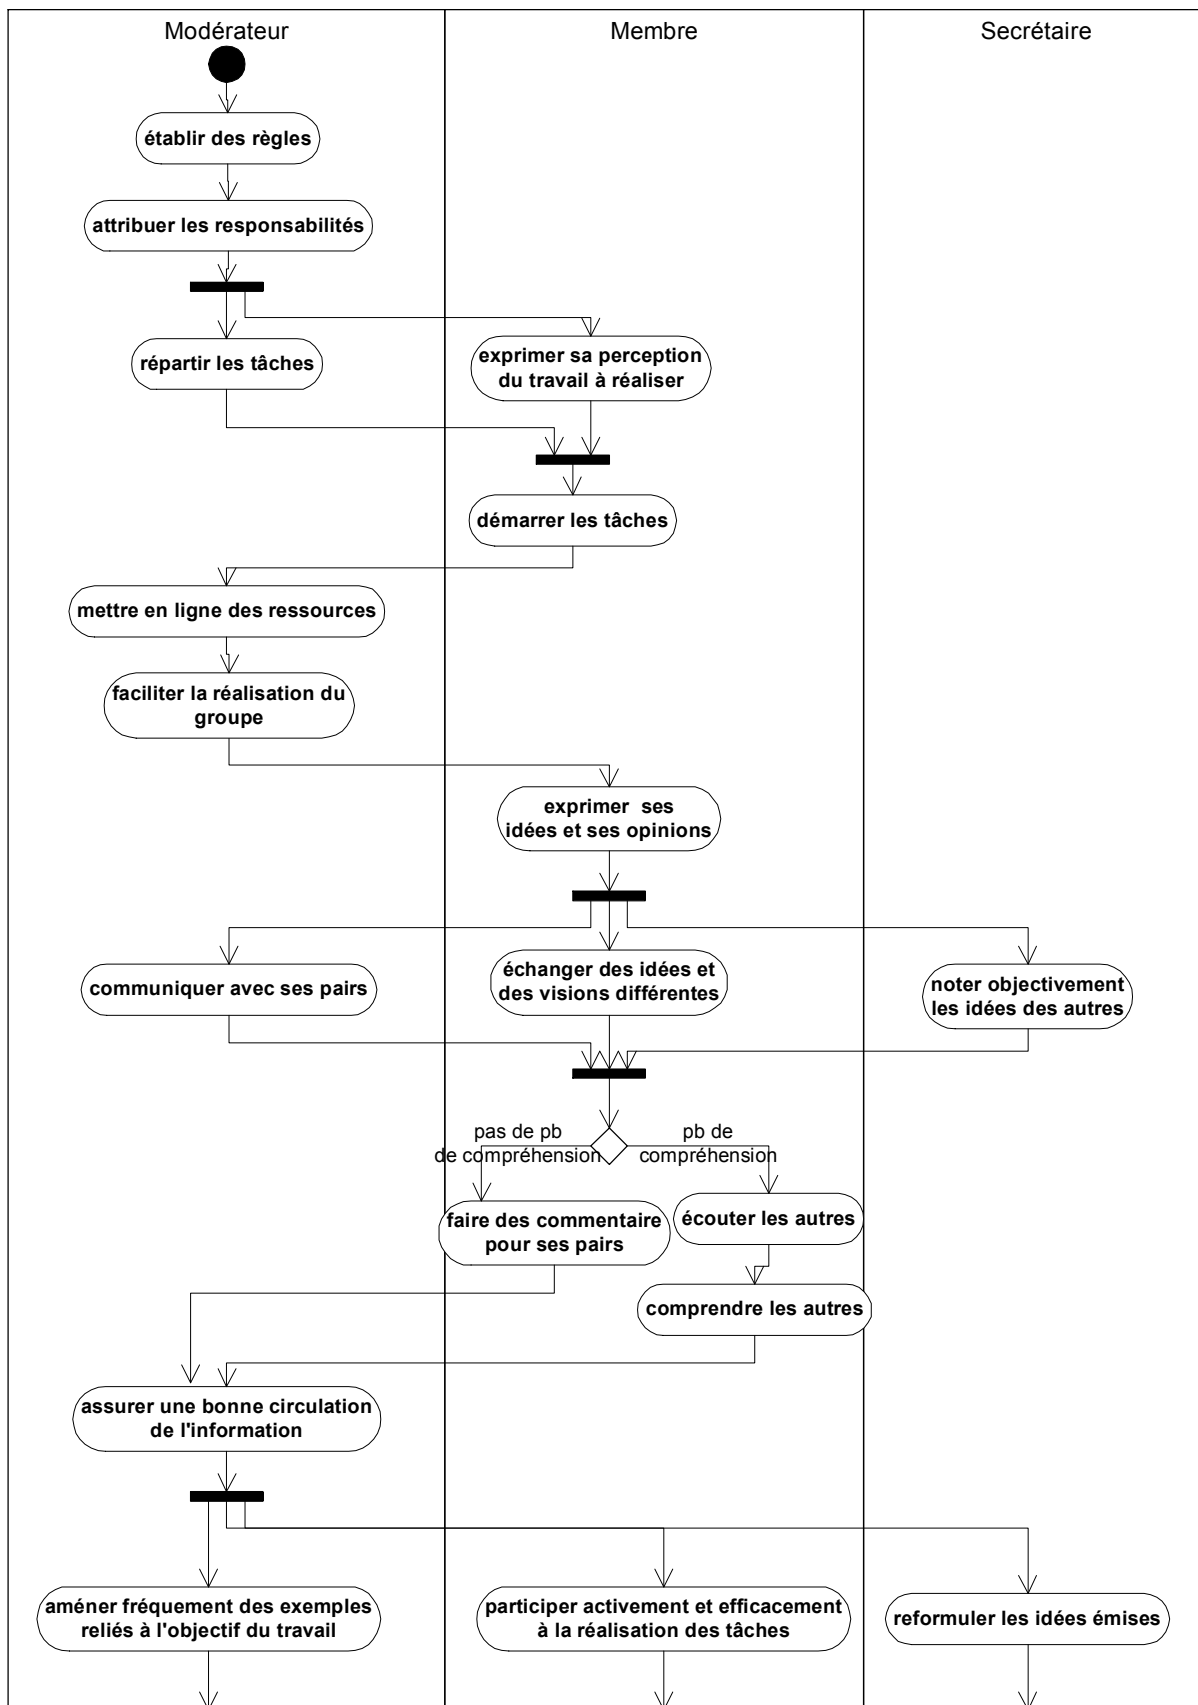 Modérateur
Membre
Secrétaire
établir des règles
attribuer les responsabilités
répartir les tâches
exprimer sa perception
du travail à réaliser
démarrer les tâches
mettre en ligne des ressources
faciliter la réalisation du
groupe
exprimer ses
idées et ses opinions
communiquer avec ses pairs
échanger des idées et
des visions différentes
noter objectivement
les idées des autres
pas de pb
de compréhension
pb de
compréhension
faire des commentaire
pour ses pairs
écouter les autres
comprendre les autres
assurer une bonne circulation
de l'information
améner fréquement des exemples
reliés à l'objectif du travail
participer activement et efficacement
à la réalisation des tâches
reformuler les idées émises